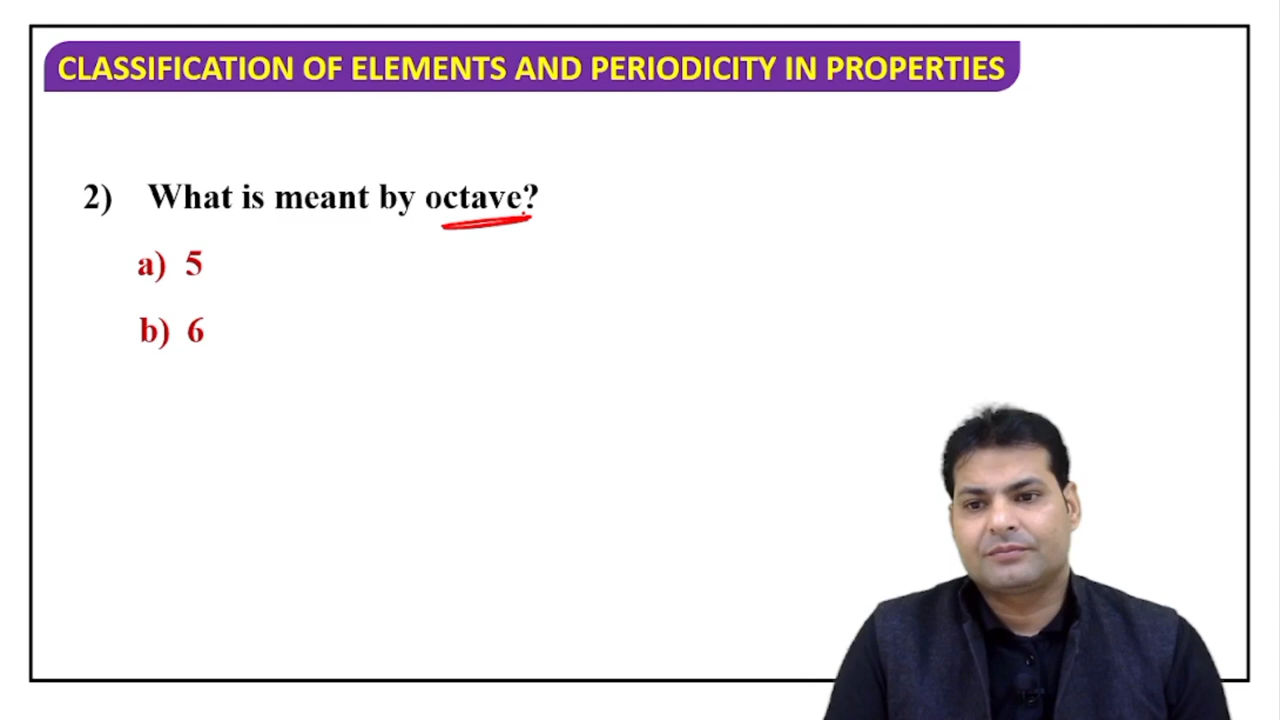 CLASSIFICATION OF ELEMENTS AND PERIODICITY IN PROPERTIES
2) What is meant by octave?
a) 5
b) 6